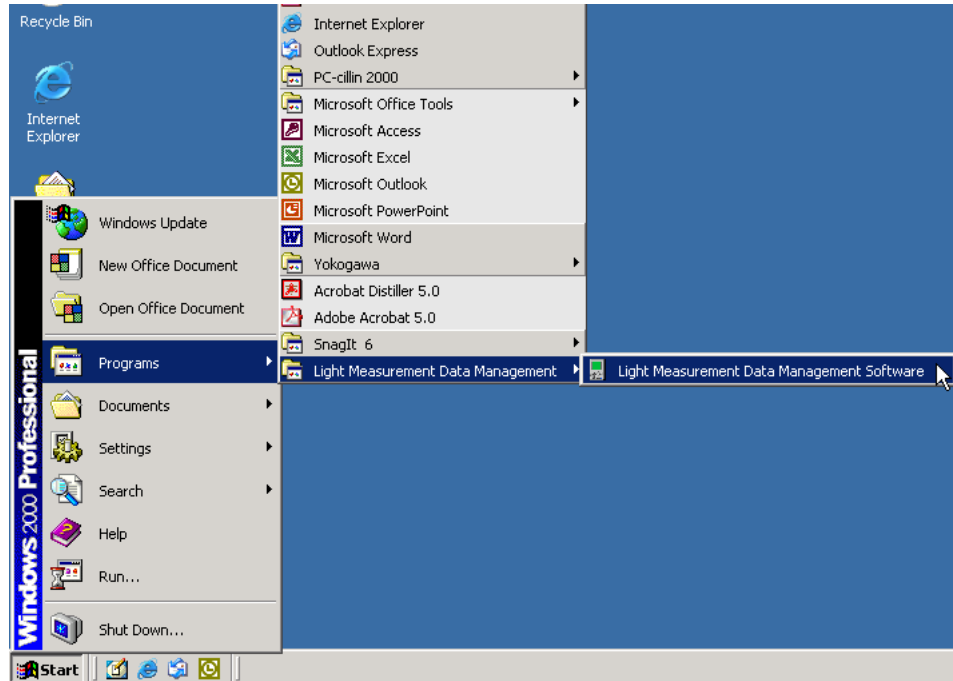 Recycle Bin
Internet
Explorer
Internet Explorer
Outlook Express
PC-cillin 2000
Microsoft Office Tools
Microsoft Access
Microsoft Excel
Microsoft Outlook
Microsoft PowerPoint
Microsoft Word
Yokogawa
Acrobat Distiller 5.0
Adobe Acrobat 5.0
SnagIt 6
Light Measurement Data Management
Light Measurement Data Management Software
Windows 2000 Professional
Windows Update
New Office Document
Open Office Document
Programs
Documents
Settings
Search
Help
Run...
Shut Down...
Start